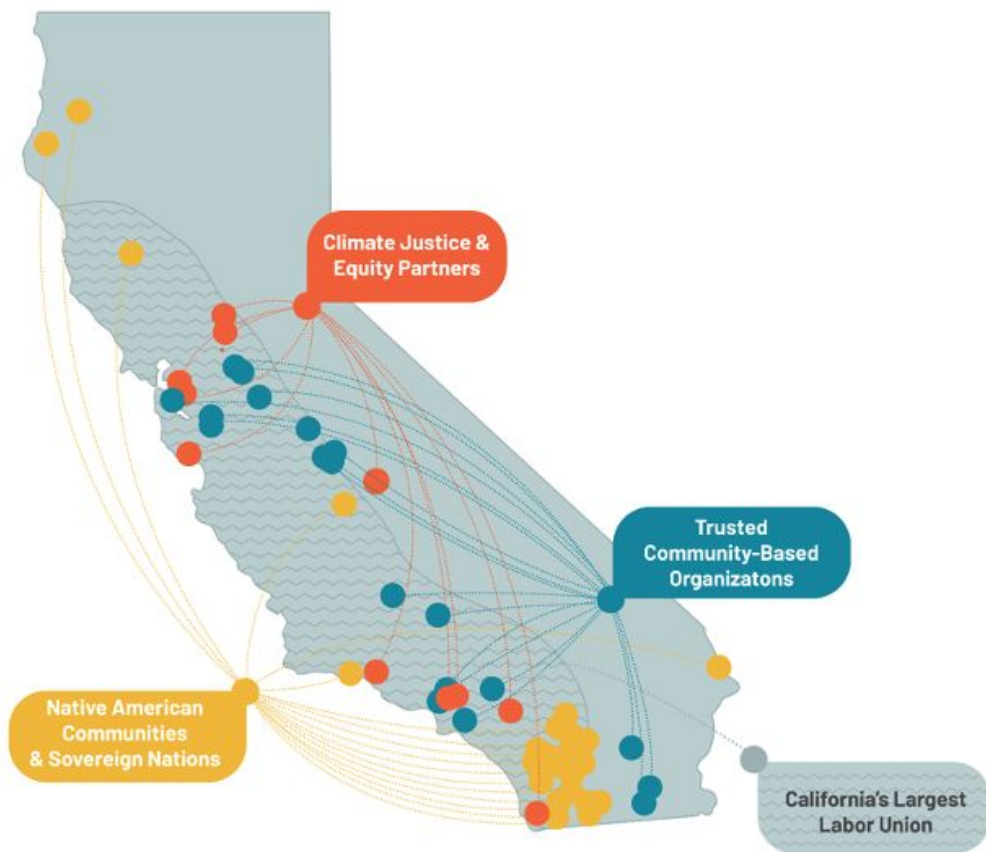 Climate Justice &
Equity Partners
Trusted
Community-Based
Organizatons
Native American
Communities
& Sovereign Nations
California's Largest
Labor Union